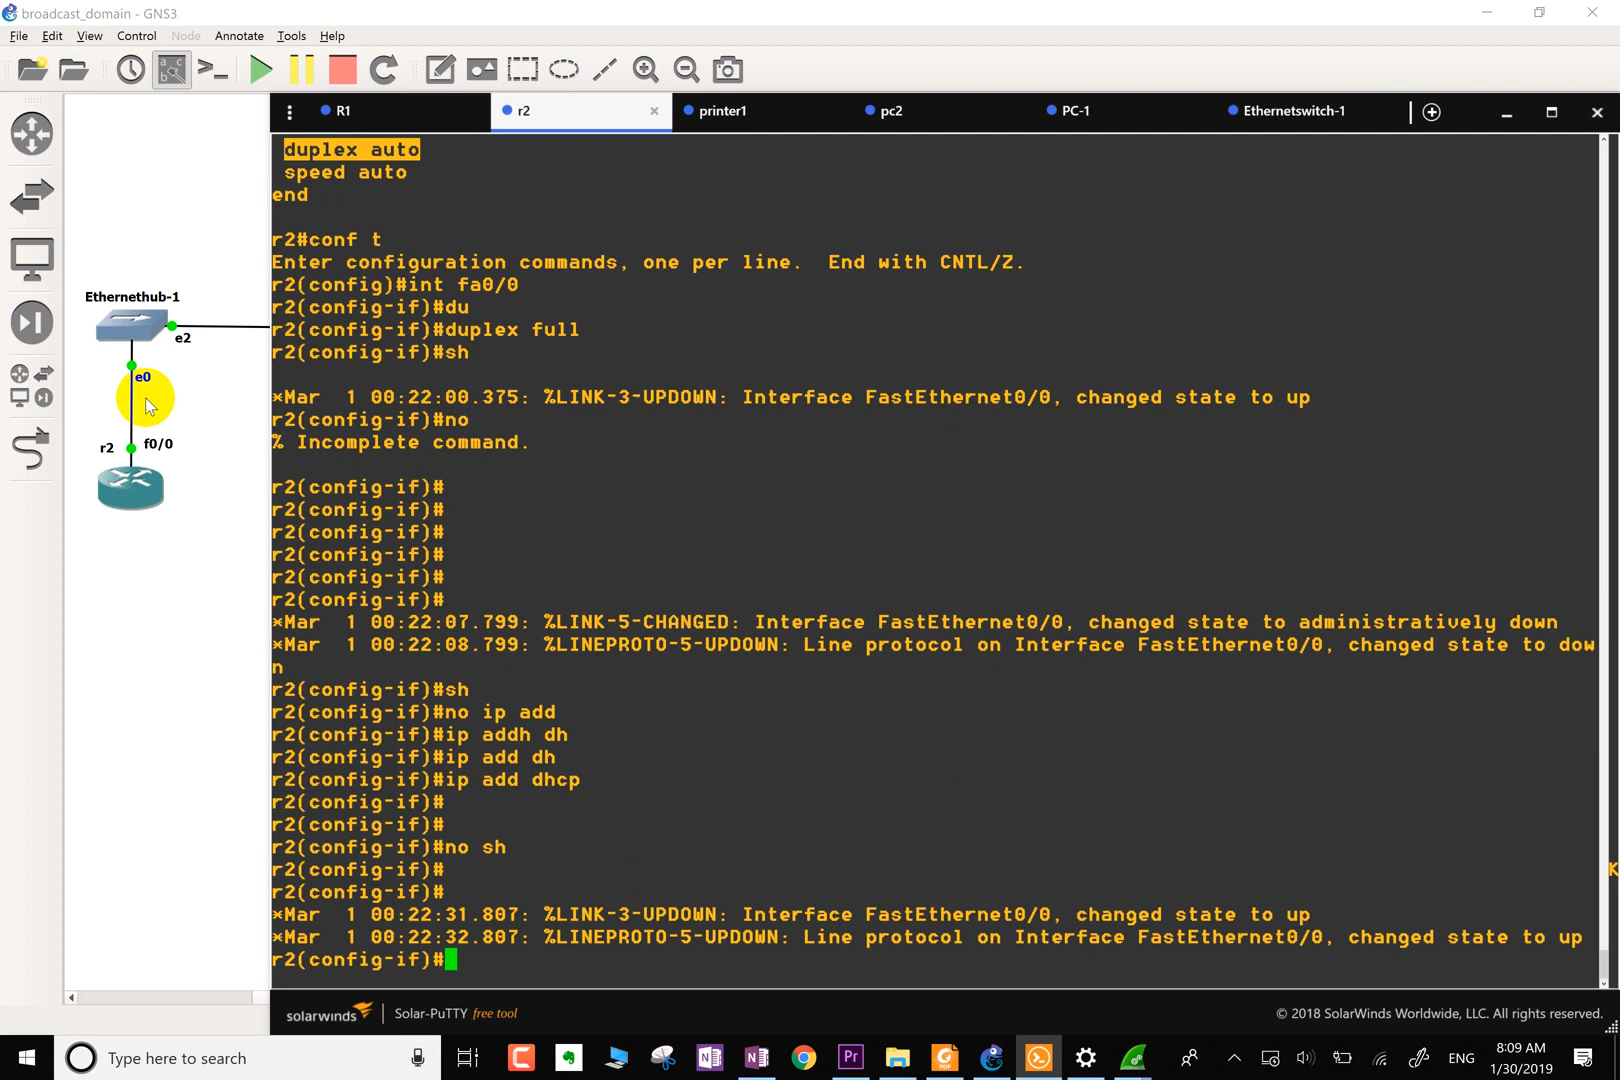 broadcast_domain - GNS3
File Edit View Control Node Annotate Tools Help
R1 r2 printer1 pc2 PC-1 Ethernetswitch-1
Ethernethub-1
e2
e0
r2 f0/0
duplex auto
speed auto
end
r2#conf t
Enter configuration commands, one per line. End with CNTL/Z.
r2(config)#int fa0/0
r2(config-if)#du
r2(config-if)#duplex full
r2(config-if)#sh
*Mar 1 00:22:00.375: %LINK-3-UPDOWN: Interface FastEthernet0/0, changed state to up
r2(config-if)#no
% Incomplete command.
r2(config-if)#
r2(config-if)#
r2(config-if)#
r2(config-if)#
r2(config-if)#
r2(config-if)#
*Mar 1 00:22:07.799: %LINK-5-CHANGED: Interface FastEthernet0/0, changed state to administratively down
*Mar 1 00:22:08.799: %LINEPROTO-5-UPDOWN: Line protocol on Interface FastEthernet0/0, changed state to dow
n
r2(config-if)#sh
r2(config-if)#no ip add
r2(config-if)#ip addh dh
r2(config-if)#ip add dh
r2(config-if)#ip add dhcp
r2(config-if)#
r2(config-if)#
r2(config-if)#no sh
r2(config-if)#
r2(config-if)#
*Mar 1 00:22:31.807: %LINK-3-UPDOWN: Interface FastEthernet0/0, changed state to up
*Mar 1 00:22:32.807: %LINEPROTO-5-UPDOWN: Line protocol on Interface FastEthernet0/0, changed state to up
r2(config-if)#
K
solarwinds Solar-PuTTY free tool
© 2018 SolarWinds Worldwide, LLC. All rights reserved.
Type here to search
ENG
8:09 AM
1/30/2019